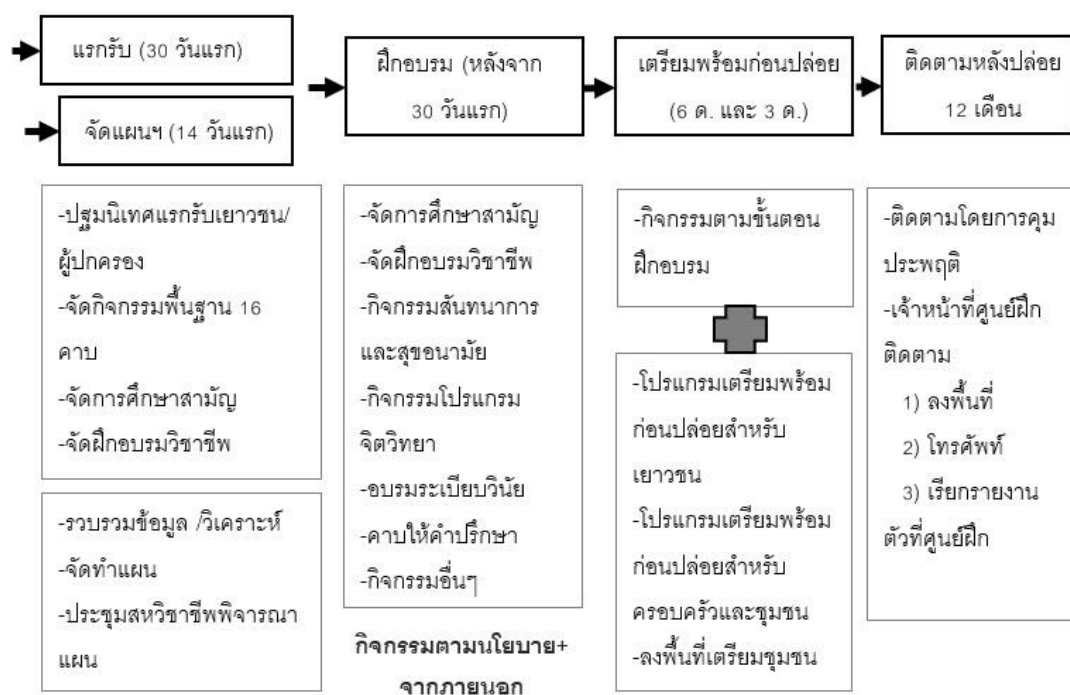 แรกรับ (30 วันแรก)
จัดแผนฯ (14 วันแรก)
ฝึกอบรม (หลังจาก
30 วันแรก)
เตรียมพร้อมก่อนปล่อย
(6 ด. และ 3 ด.)
ติดตามหลังปล่อย
12 เดือน
-ปฐมนิเทศแรกรับเยาวชน/
ผู้ปกครอง
-จัดกิจกรรมพื้นฐาน 16
คาบ
-จัดการศึกษาสามัญ
-จัดฝึกอบรมวิชาชีพ
-รวบรวมข้อมูล /วิเคราะห์
-จัดทำแผน
-ประชุมสหวิชาชีพพิจารณา
แผน
-จัดการศึกษาสามัญ
-จัดฝึกอบรมวิชาชีพ
-กิจกรรมสันทนาการ
และสุขอนามัย
-กิจกรรมโปรแกรม
จิตวิทยา
-อบรมระเบียบวินัย
-คาบให้คำปรึกษา
-กิจกรรมอื่นๆ
กิจกรรมตามนโยบาย+
จากภายนอก
-กิจกรรมตามขั้นตอน
ฝึกอบรม
-โปรแกรมเตรียมพร้อม
ก่อนปล่อยสำหรับ
เยาวชน
-โปรแกรมเตรียมพร้อม
ก่อนปล่อยสำหรับ
ครอบครัวและชุมชน
-ลงพื้นที่เตรียมชุมชน
-ติดตามโดยการคุม
ประพฤติ
-เจ้าหน้าที่ศูนย์ฝึก
ติดตาม
1) ลงพื้นที่
2) โทรศัพท์
3) เรียกรายงาน
ตัวที่ศูนย์ฝึก